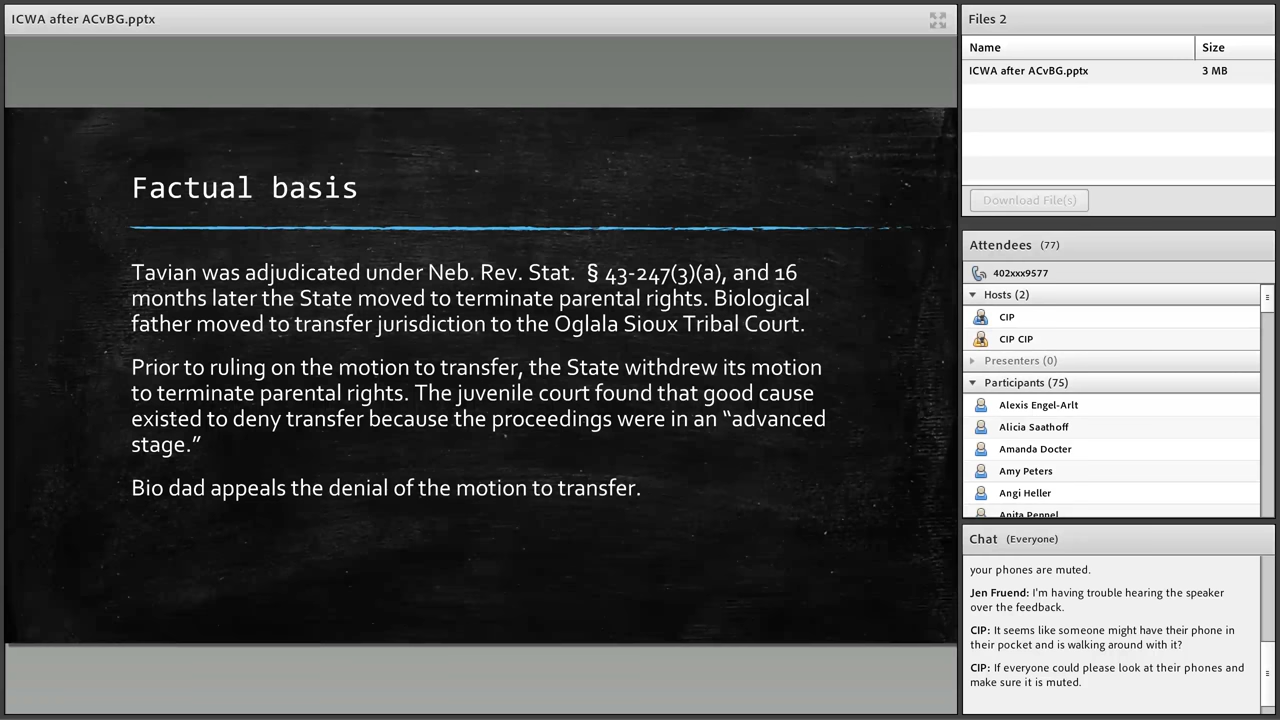 ICWA after ACvBG.pptx
Factual basis
Tavian was adjudicated under Neb. Rev. Stat. § 43-247(3)(a), and 16
months later the State moved to terminate parental rights. Biological
father moved to transfer jurisdiction to the Oglala Sioux Tribal Court.
Prior to ruling on the motion to transfer, the State withdrew its motion
to terminate parental rights. The juvenile court found that good cause
existed to deny transfer because the proceedings were in an “advanced
stage.”
Bio dad appeals the denial of the motion to transfer.
Files 2
Name Size
ICWA after ACvBG.pptx 3 MB
Download File(s)
Attendees (77)
402xxx9577
Hosts (2)
CIP
CIP CIP
Presenters (0)
Participants (75)
Alexis Engel-Arlt
Alicia Saathoff
Amanda Docter
Amy Peters
Angi Heller
Anita Peppel
Chat (Everyone)
your phones are muted.
Jen Fruend: I'm having trouble hearing the speaker
over the feedback.
CIP: It seems like someone might have their phone in
their pocket and is walking around with it?
CIP: If everyone could please look at their phones and
make sure it is muted.